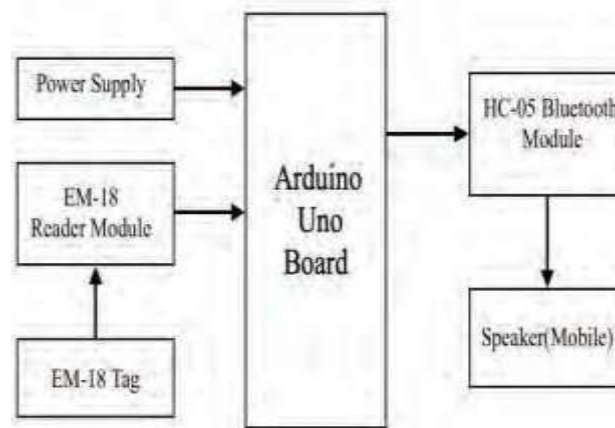 Power Supply
EM-18
Reader Module
EM-18 Tag
Arduino
Uno
Board
HC-05 Bluetooth
Module
Speaker(Mobile)